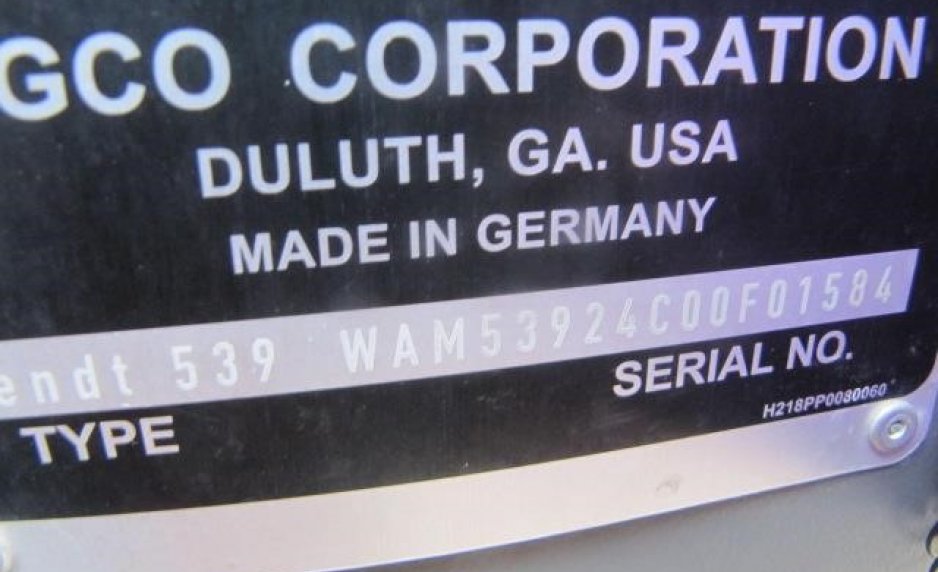 GCO CORPORATION
DULUTH, GA. USA
MADE IN GERMANY
endt 539 WAM53924C00F01584
TYPE SERIAL NO.
H218PP0080060